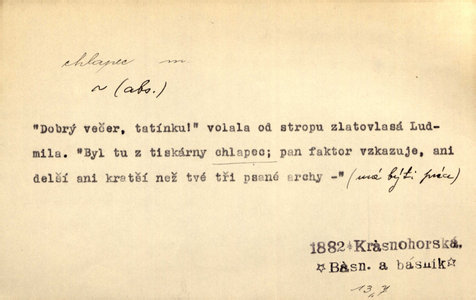 chlapec m.
~ (abs.)
"Dobrý večer, tatínku!" volala od stropu zlatovlasá Lud-
mila. "Byl tu z tiskárny chlapec; pan faktor vzkazuje, ani
delší ani kratší než tvé tři psané archy -" (má býti práce)
1882 Krásnohorská.
☆Básn. a básník☆
13,